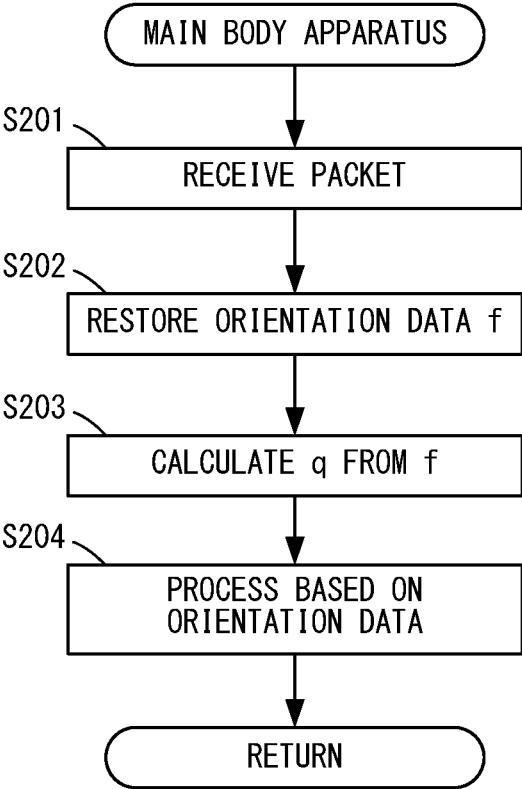 MAIN BODY APPARATUS
S201
RECEIVE PACKET
S202
RESTORE ORIENTATION DATA f
S203
CALCULATE q FROM f
S204
PROCESS BASED ON
ORIENTATION DATA
RETURN